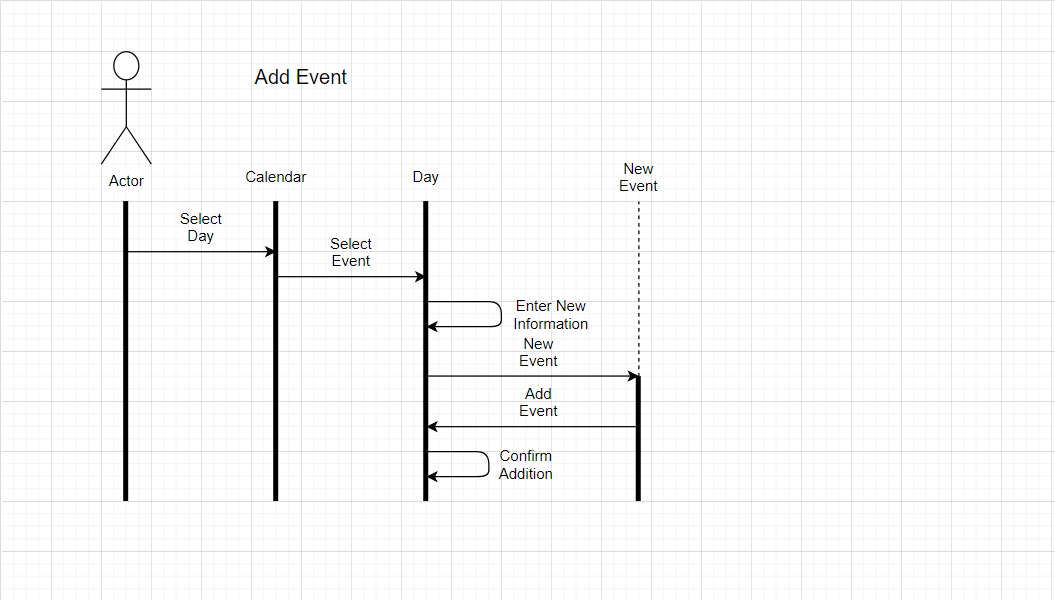 Add Event
Actor
Calendar
Day
New
Event
Select
Day
Select
Event
Enter New
Information
New
Event
Add
Event
Confirm
Addition